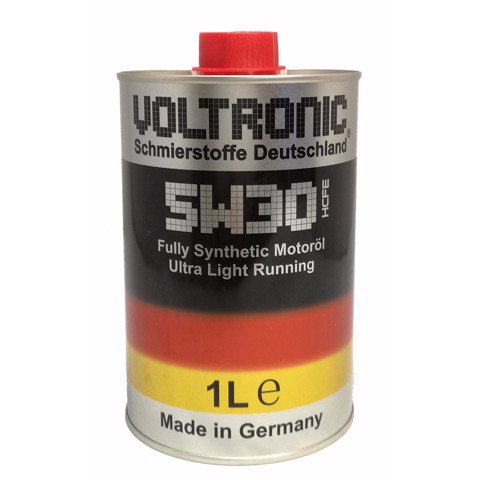 VOLTRONIC
Schmierstoffe Deutschland®
5W30 HCFE
Fully Synthetic Motoröl
Ultra Light Running
1L ℮
Made in Germany